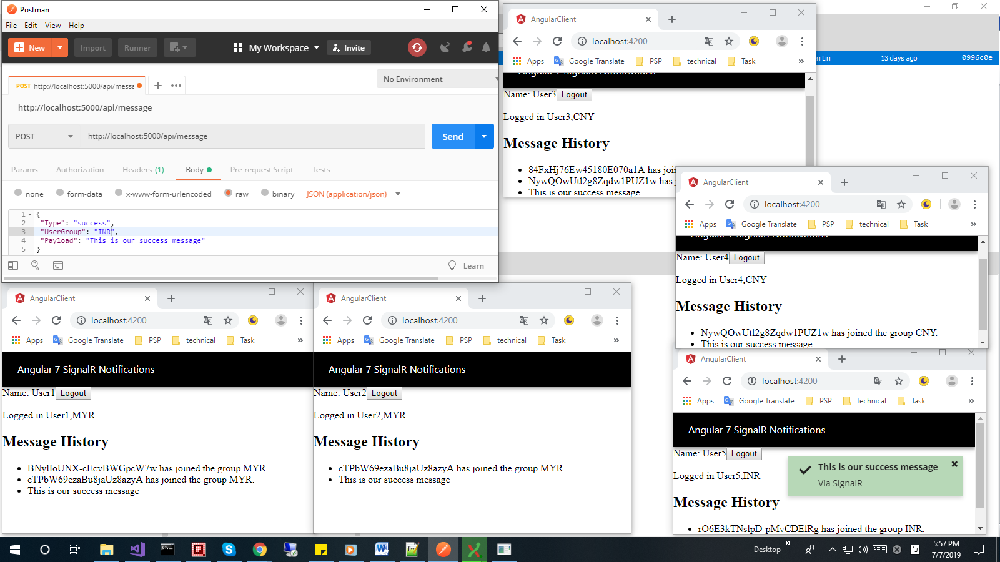 Postman
File Edit View Help
New Import Runner My Workspace Invite
POST http://localhost:5000/api/messa
No Environment
http://localhost:5000/api/message
POST http://localhost:5000/api/message Send
Params Authorization Headers (1) Body Pre-request Script Tests
none form-data x-www-form-urlencoded raw binary JSON (application/json)
1 {
2 "Type": "success",
3 "UserGroup": "INR",
4 "Payload": "This is our success message"
5 }
Learn
AngularClient
localhost:4200
Apps Google Translate PSP technical Task »
Angular 7 SignalR Notifications
Name: User3 Logout
Logged in User3,CNY
Message History
84FxHj76Ew45180E070a1A has joi
NywQOwUtl2g8Zqdw1PUZ1w has
This is our success message
Lin 13 days ago 0996c0e
AngularClient
localhost:4200
Apps Google Translate PSP technical Task »
Angular 7 SignalR Notifications
Name: User4 Logout
Logged in User4,CNY
Message History
NywQOwUtl2g8Zqdw1PUZ1w has joined the group CNY.
This is our success message
AngularClient
localhost:4200
Apps Google Translate PSP technical Task »
Angular 7 SignalR Notifications
Name: User1 Logout
Logged in User1,MYR
Message History
BNylIoUNX-cEcvBWGpcW7w has joined the group MYR.
cTPbW69ezaBu8jaUz8azyA has joined the group MYR.
This is our success message
AngularClient
localhost:4200
Apps Google Translate PSP technical Task »
Angular 7 SignalR Notifications
Name: User2 Logout
Logged in User2,MYR
Message History
cTPbW69ezaBu8jaUz8azyA has joined the group MYR.
This is our success message
AngularClient
localhost:4200
Apps Google Translate PSP technical Task »
Angular 7 SignalR Notifications
Name: User5 Logout
Logged in User5,INR
This is our success message
Via SignalR
Message History
rO6E3kTNslpD-pMvCDElRg has joined the group INR.
Desktop »
5:57 PM
7/7/2019